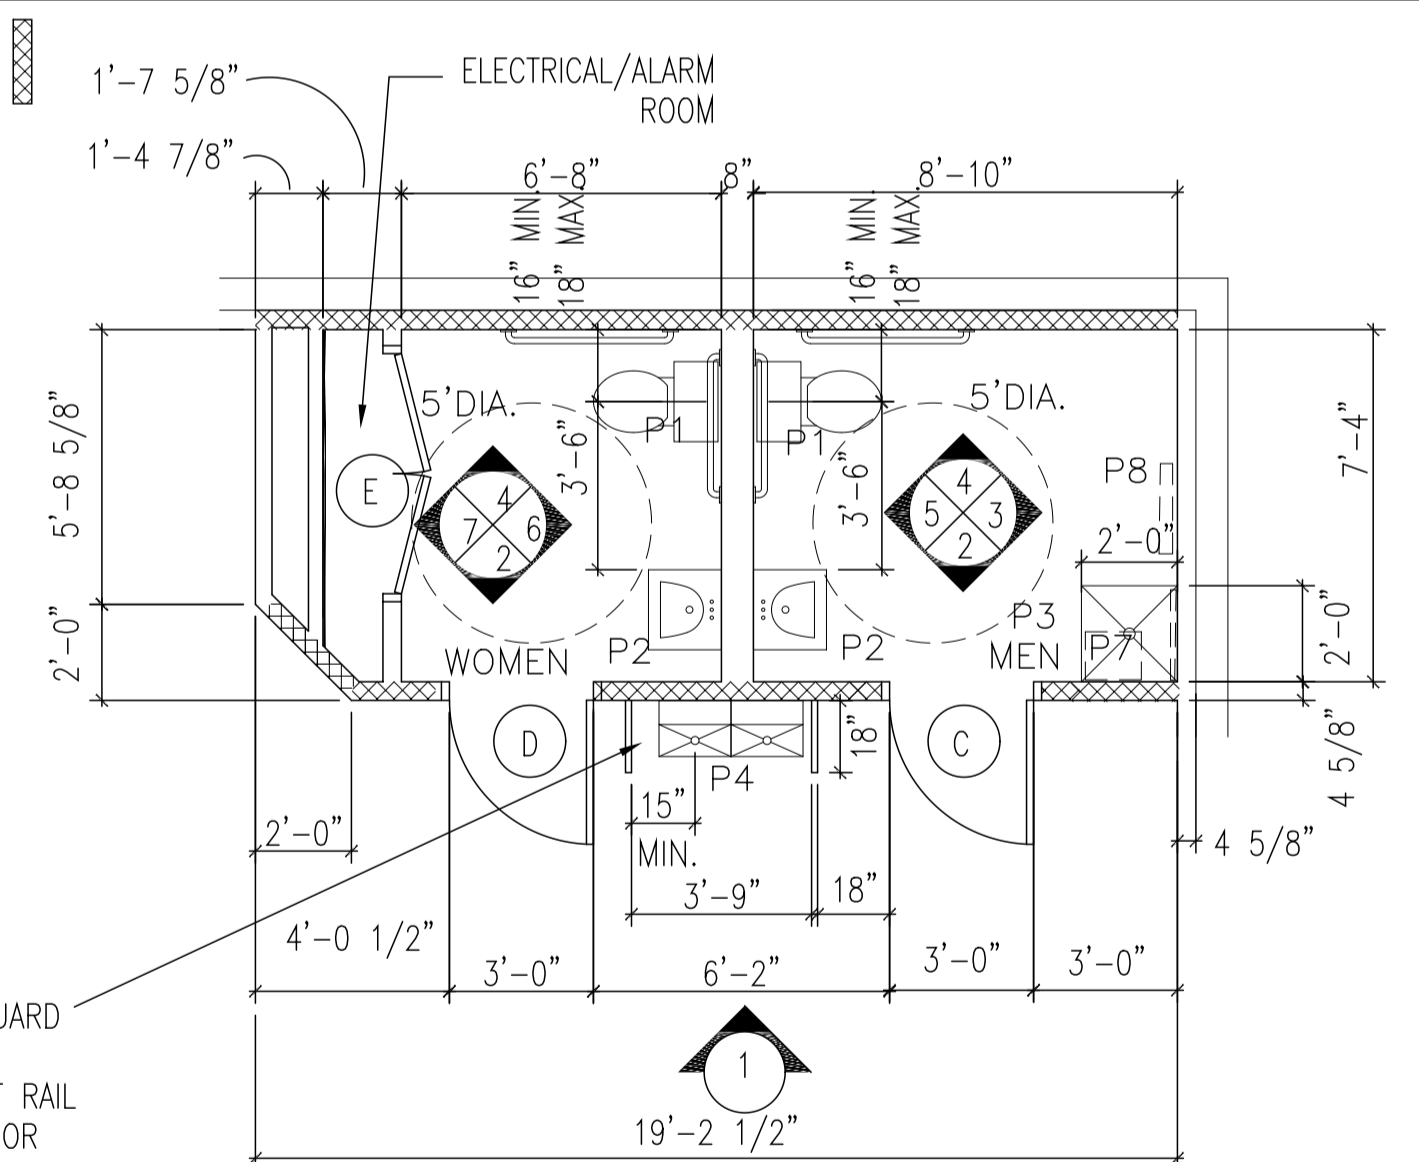 1'-7 5/8"
ELECTRICAL/ALARM
ROOM
1'-4 7/8"
6'-8"
8"
8'-10"
16" MIN.
18" MAX.
16" MIN.
18" MAX.
5'DIA.
5'DIA.
P1
P1
3'-6"
3'-6"
P8
7'-4"
5'-8 5/8"
E
4
7
6
2
4
5
3
2
2'-0"
2'-0"
P3
MEN
P7
2'-0"
WOMEN
P2
P2
D
C
18"
P4
4 5/8"
15"
MIN.
2'-0"
4 5/8"
3'-9"
18"
4'-0 1/2"
3'-0"
6'-2"
3'-0"
3'-0"
UARD
T RAIL
OR
1
19'-2 1/2"